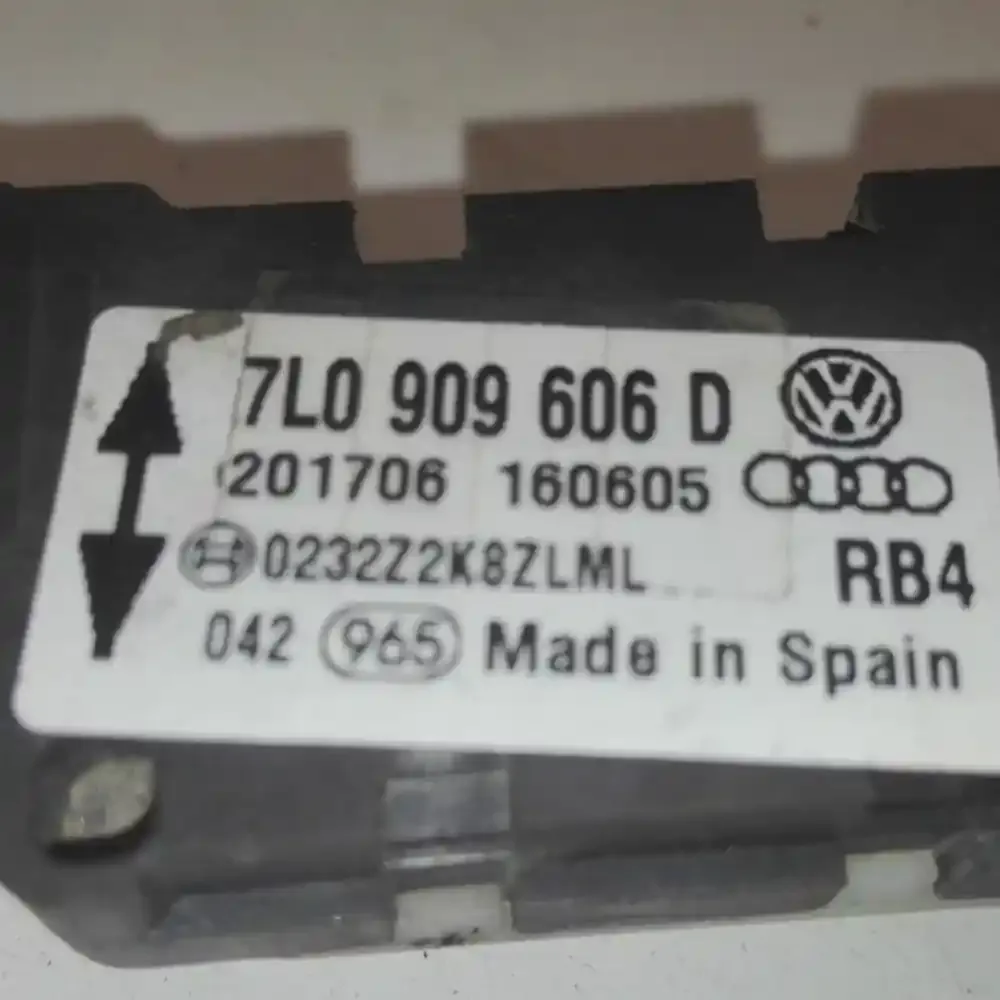 7L0 909 606 D
201706 160605
0232Z2K8ZLML RB4
042 965 Made in Spain